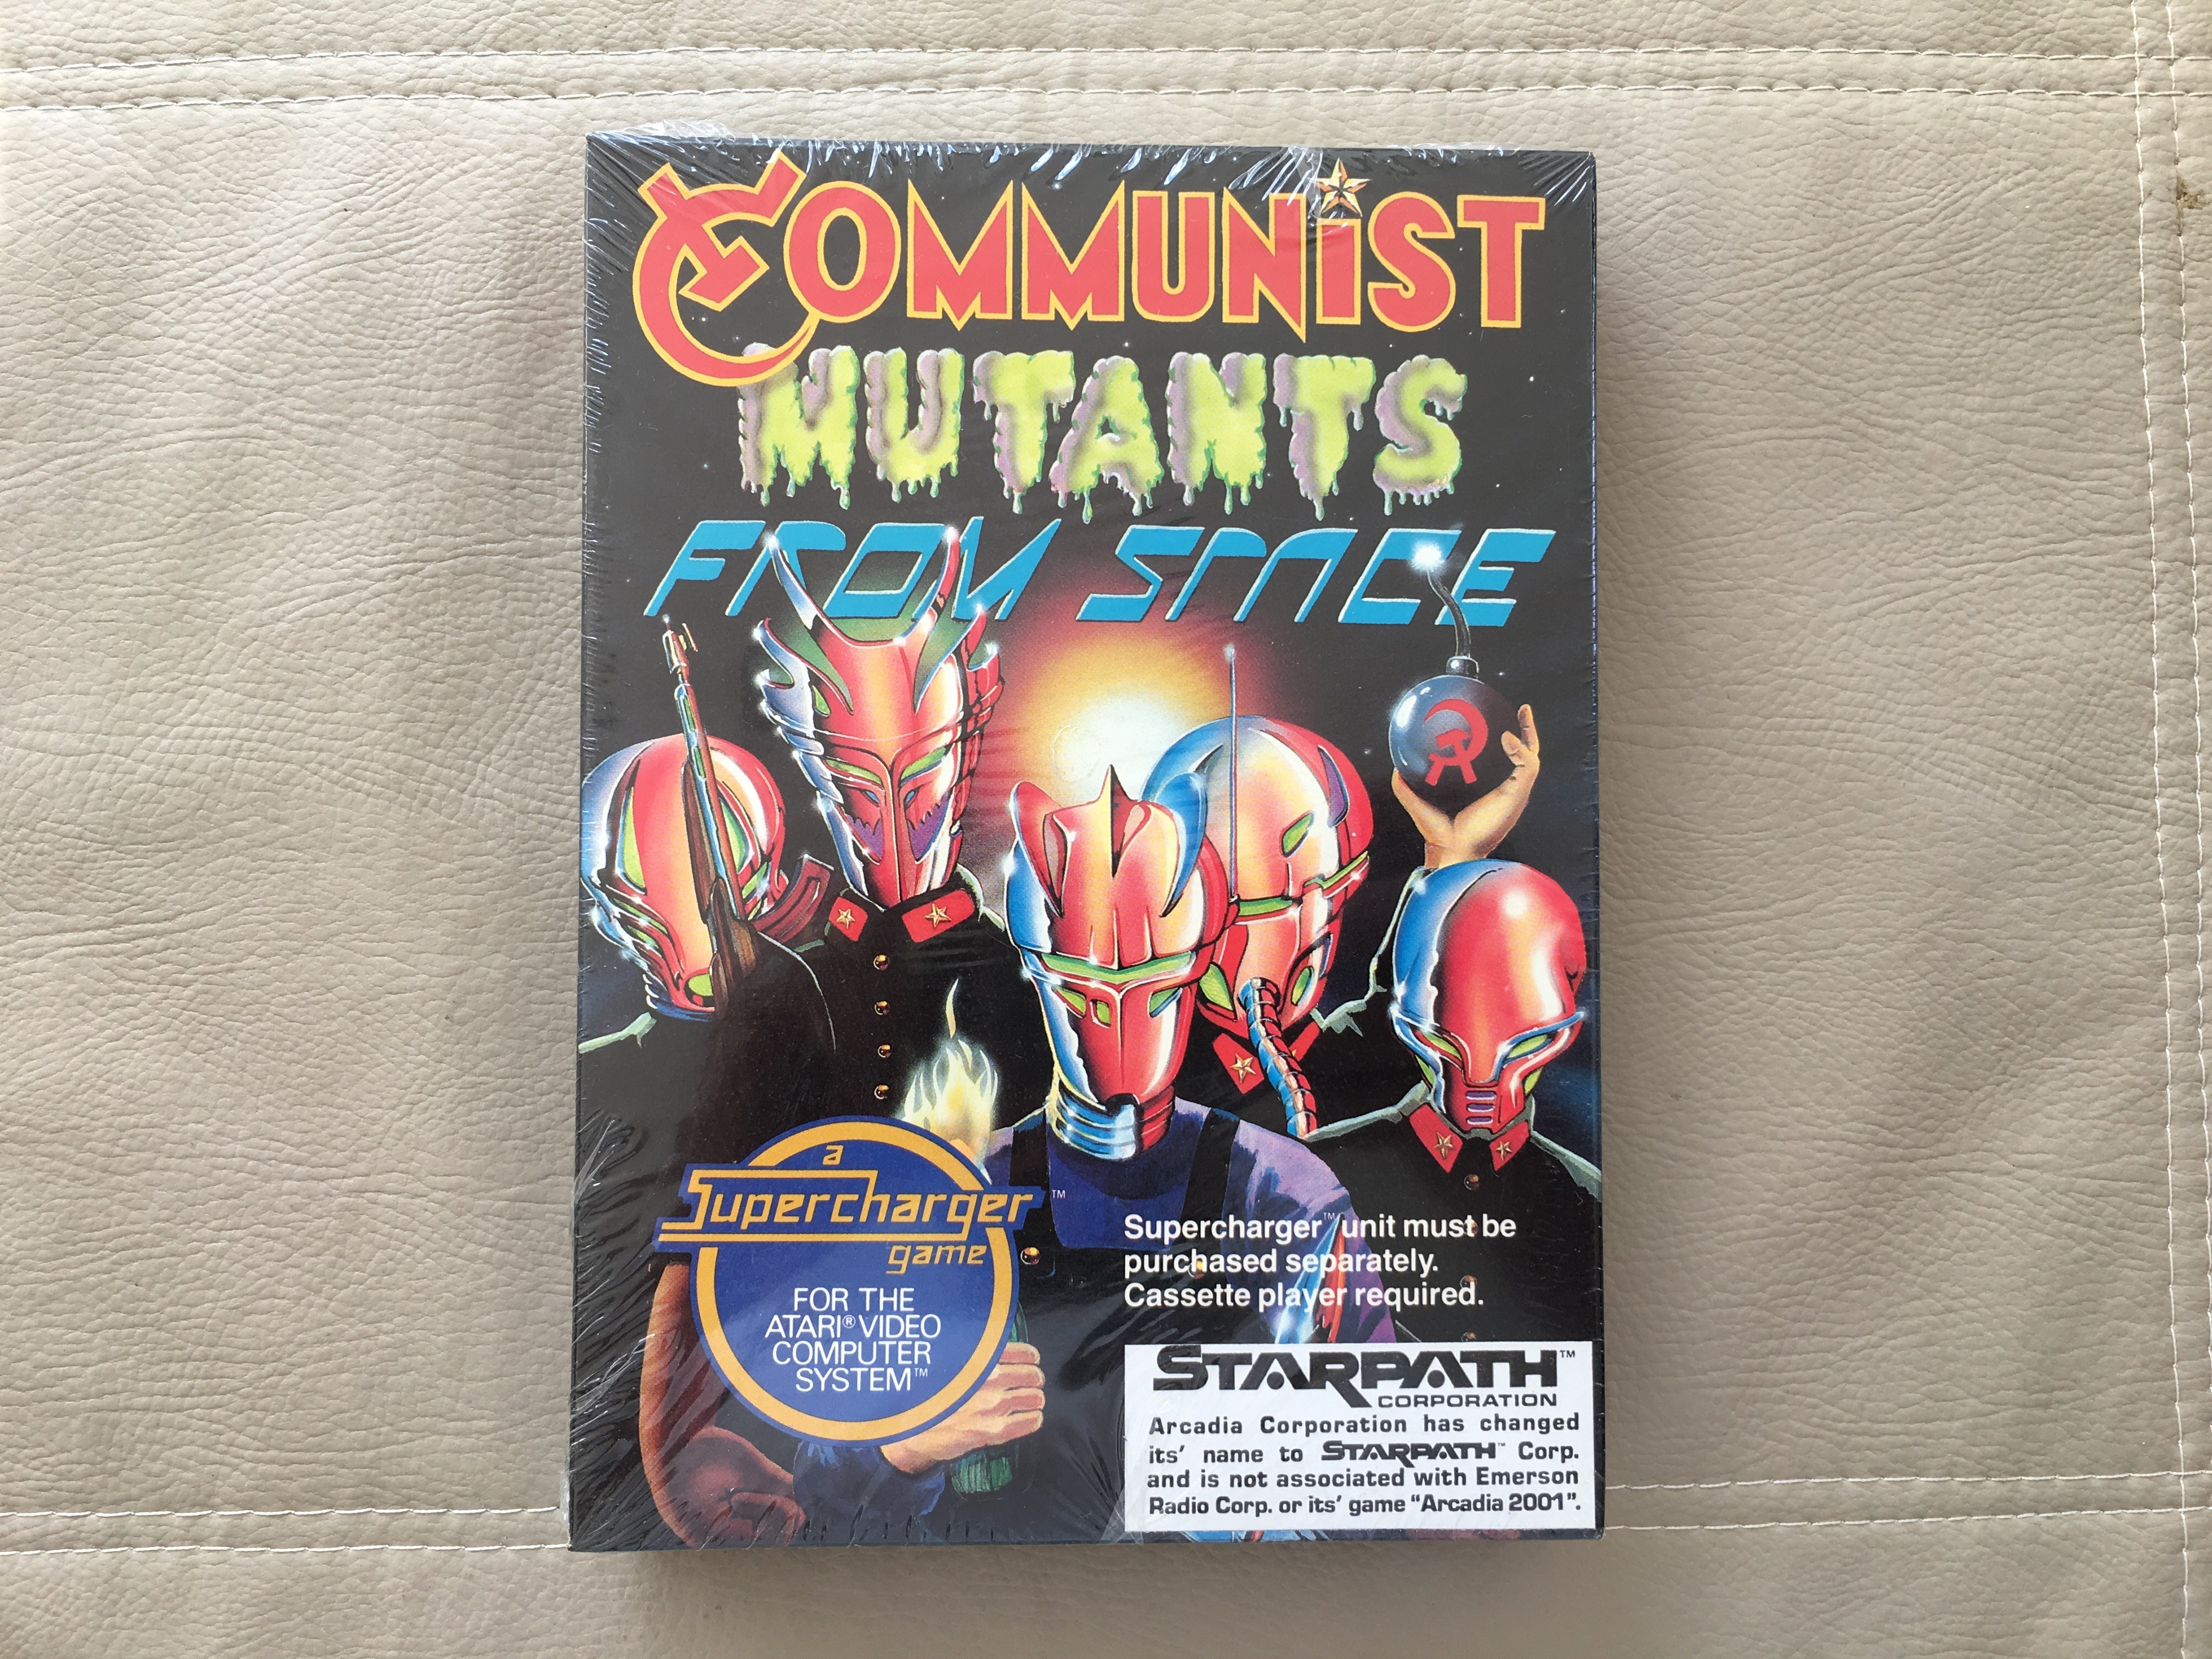 COMMUNiST
MUTANTS
FROM SPACE
a
Supercharger™
game
FOR THE
ATARI® VIDEO
COMPUTER
SYSTEM™
Supercharger™ unit must be
purchased separately.
Cassette player required.
STARPATH™
CORPORATION
Arcadia Corporation has changed
its' name to STARPATH™ Corp.
and is not associated with Emerson
Radio Corp. or its' game "Arcadia 2001".